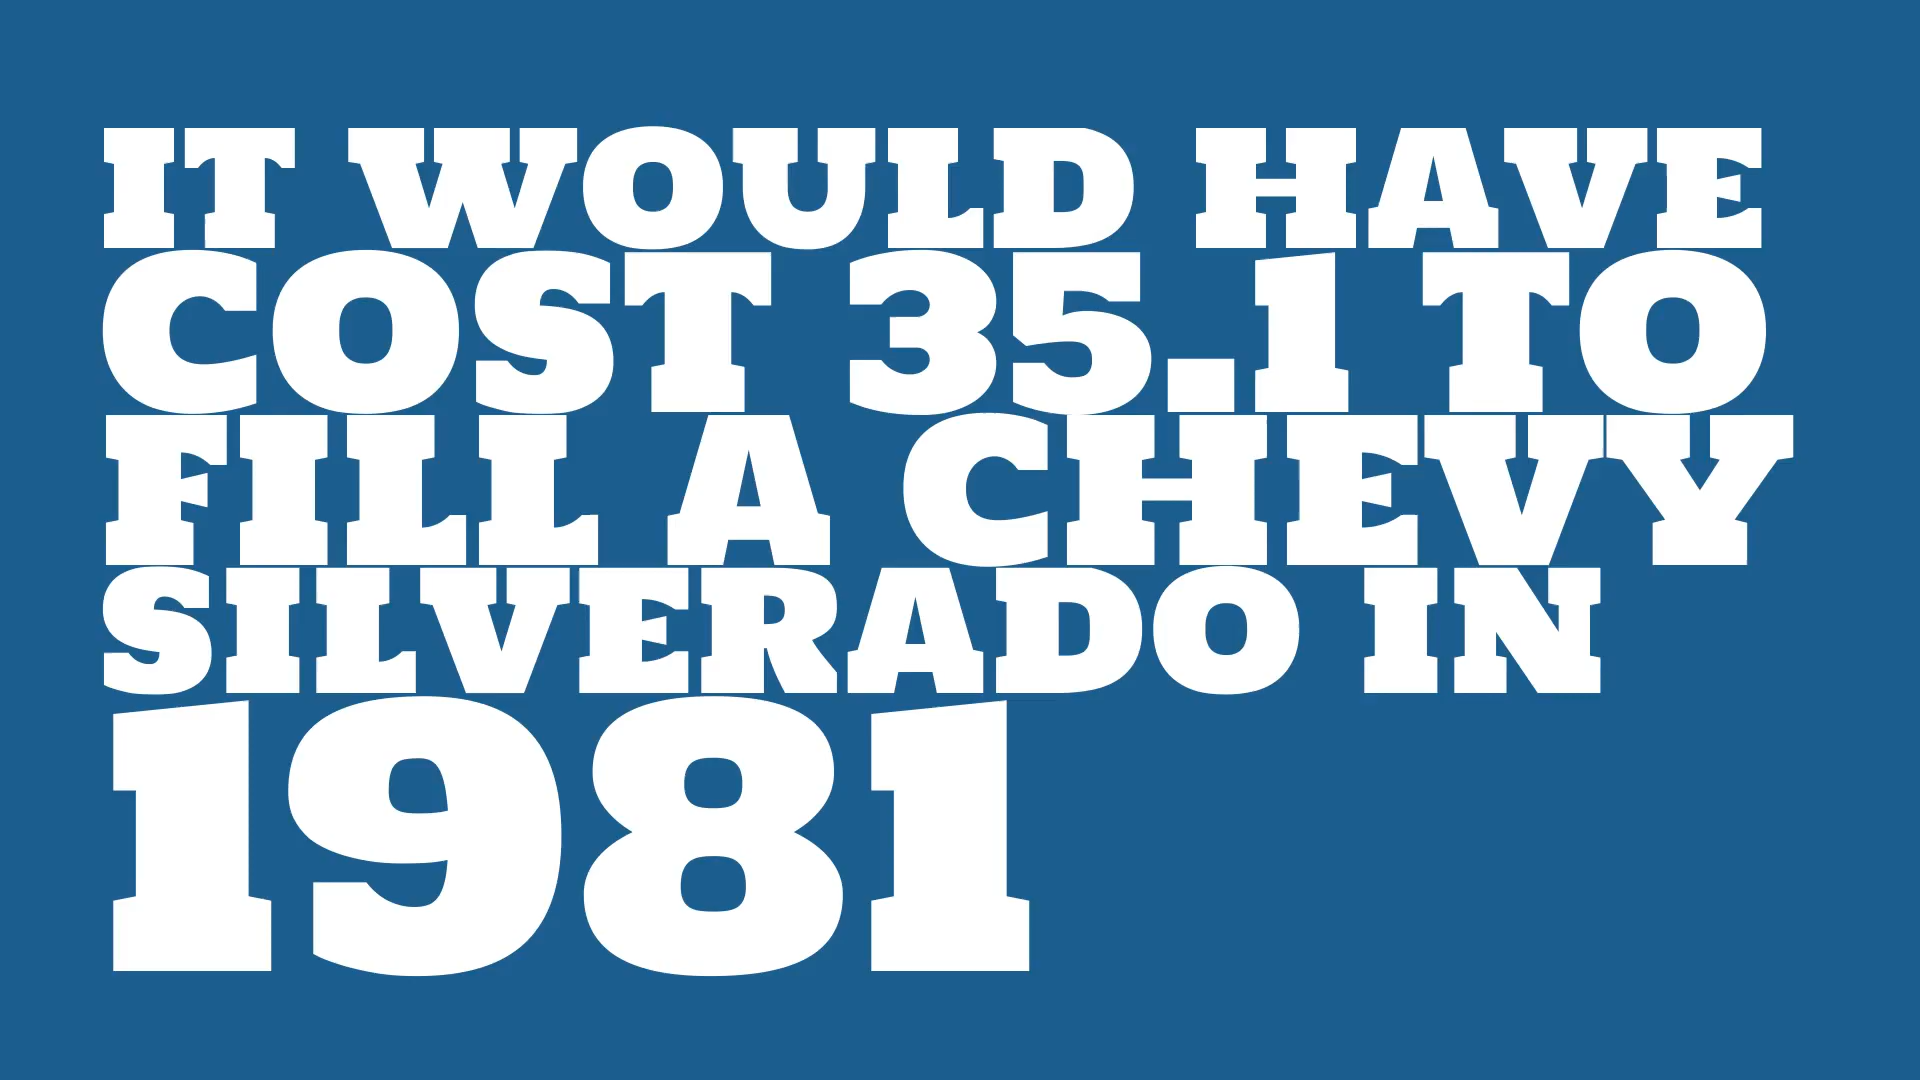 IT WOULD HAVE
COST 35.1 TO
FILL A CHEVY
SILVERADO IN
1981